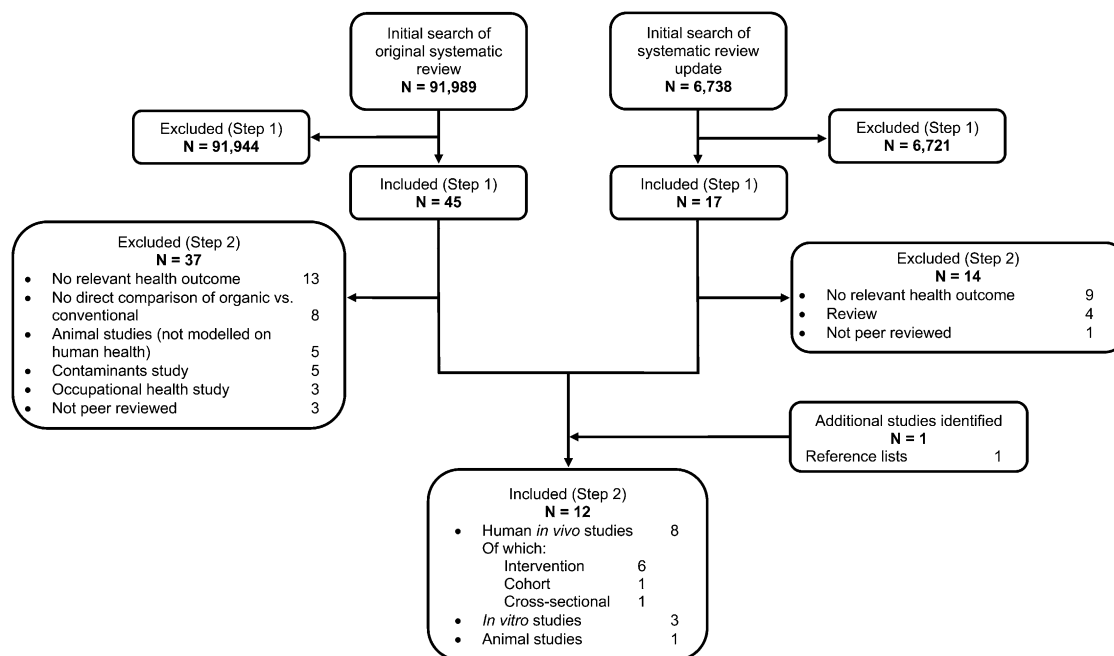 Initial search of
original systematic
review
N = 91,989
Initial search of
systematic review
update
N = 6,738
Excluded (Step 1)
N = 91,944
Excluded (Step 1)
N = 6,721
Included (Step 1)
N = 45
Included (Step 1)
N = 17
Excluded (Step 2)
N = 37
• No relevant health outcome 13
• No direct comparison of organic vs.
conventional 8
• Animal studies (not modelled on
human health) 5
• Contaminants study 5
• Occupational health study 3
• Not peer reviewed 3
Excluded (Step 2)
N = 14
• No relevant health outcome 9
• Review 4
• Not peer reviewed 1
Additional studies identified
N = 1
Reference lists 1
Included (Step 2)
N = 12
• Human in vivo studies 8
Of which:
Intervention 6
Cohort 1
Cross-sectional 1
• In vitro studies 3
• Animal studies 1